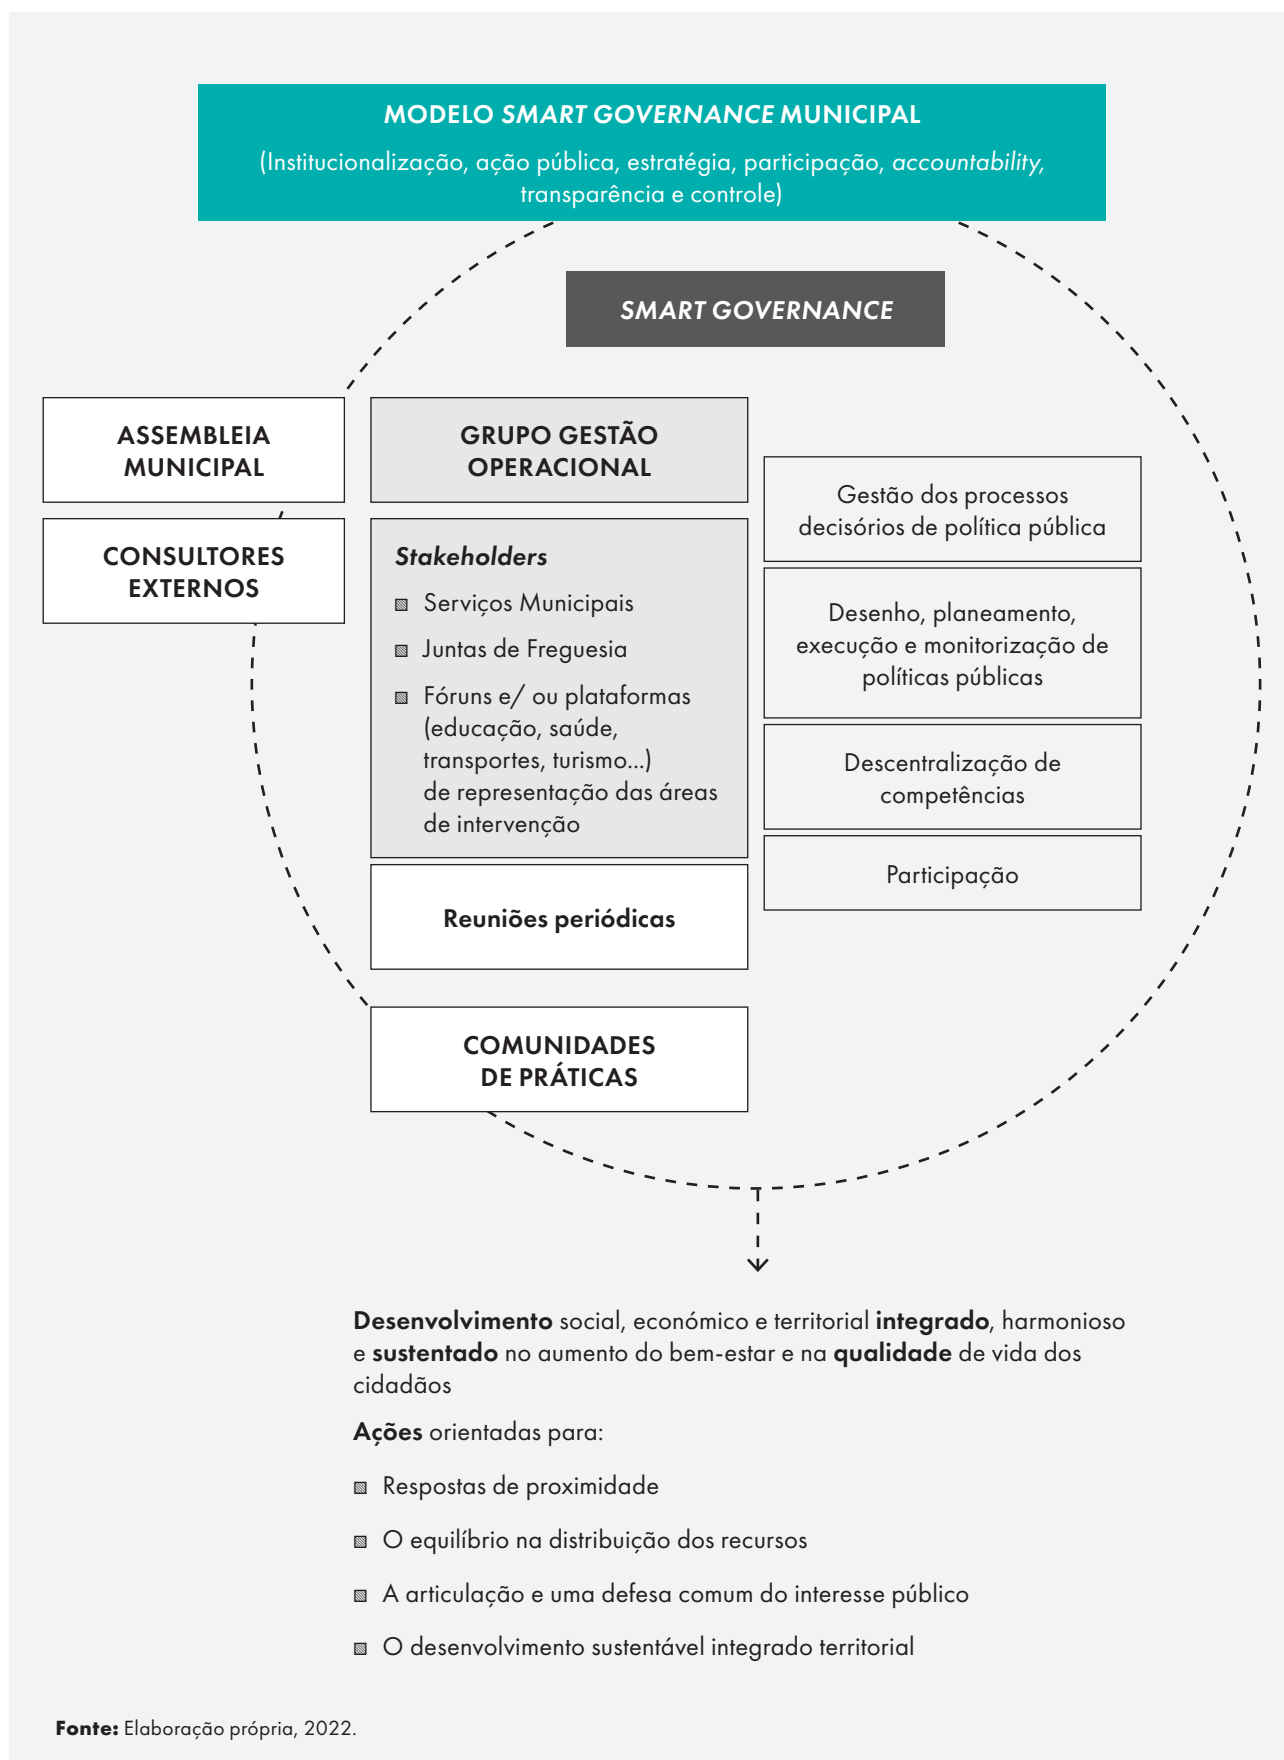 MODELO SMART GOVERNANCE MUNICIPAL
(Institucionalização, ação pública, estratégia, participação, accountability,
transparência e controle)
SMART GOVERNANCE
ASSEMBLEIA
MUNICIPAL
CONSULTORES
EXTERNOS
GRUPO GESTÃO
OPERACIONAL
Stakeholders
Serviços Municipais
Juntas de Freguesia
Fóruns e/ ou plataformas
(educação, saúde,
transportes, turismo...)
de representação das áreas
de intervenção
Reuniões periódicas
Gestão dos processos
decisórios de política pública
Desenho, planeamento,
execução e monitorização de
políticas públicas
Descentralização de
competências
Participação
COMUNIDADES
DE PRÁTICAS
Desenvolvimento social, económico e territorial integrado, harmonioso
e sustentado no aumento do bem-estar e na qualidade de vida dos
cidadãos
Ações orientadas para:
Respostas de proximidade
O equilíbrio na distribuição dos recursos
A articulação e uma defesa comum do interesse público
O desenvolvimento sustentável integrado territorial
Fonte: Elaboração própria, 2022.